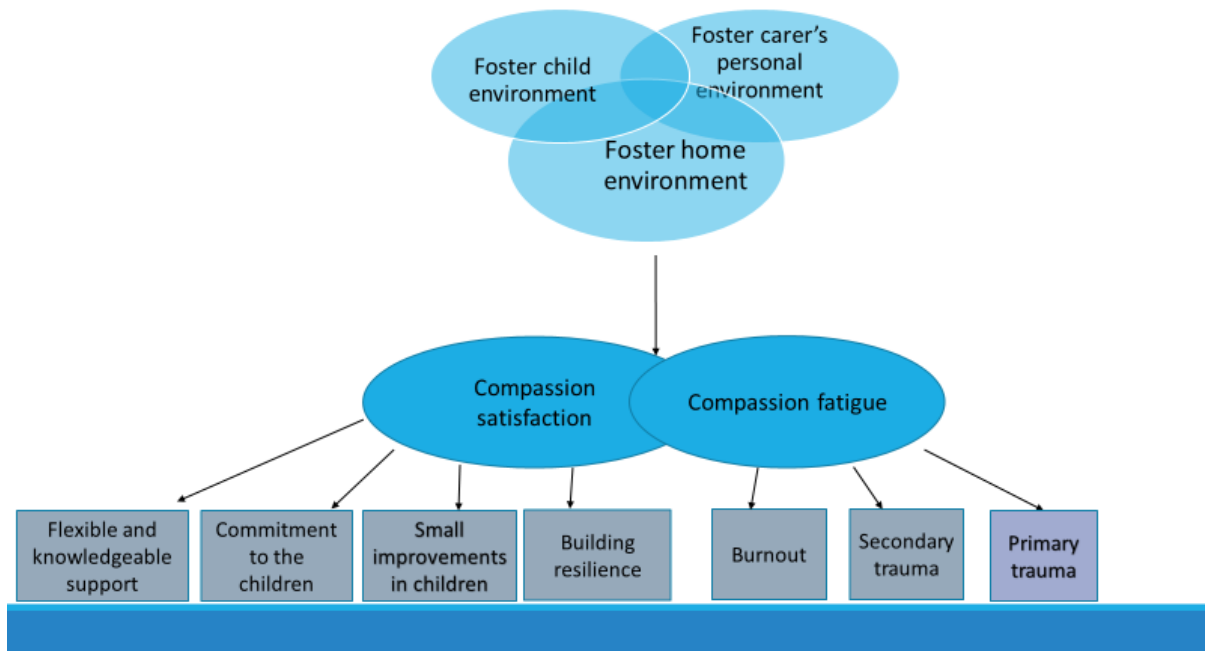 Foster child
environment
Foster carer's
personal
environment
Foster home
environment
Compassion
satisfaction
Compassion fatigue
Flexible and
knowledgeable
support
Commitment
to the
children
Small
improvements
in children
Building
resilience
Burnout
Secondary
trauma
Primary
trauma